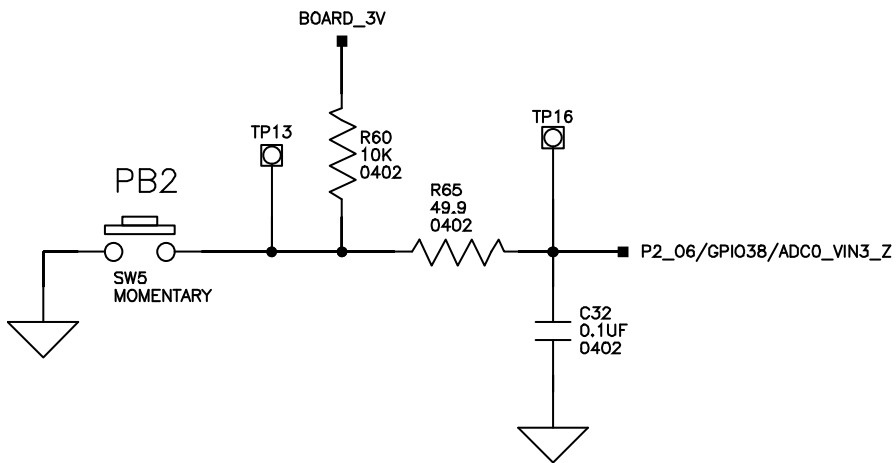 BOARD_3V
TP13
R60
10K
0402
TP16
PB2
R65
49.9
0402
P2_06/GPIO38/ADC0_VIN3_Z
SW5
MOMENTARY
C32
0.1UF
0402